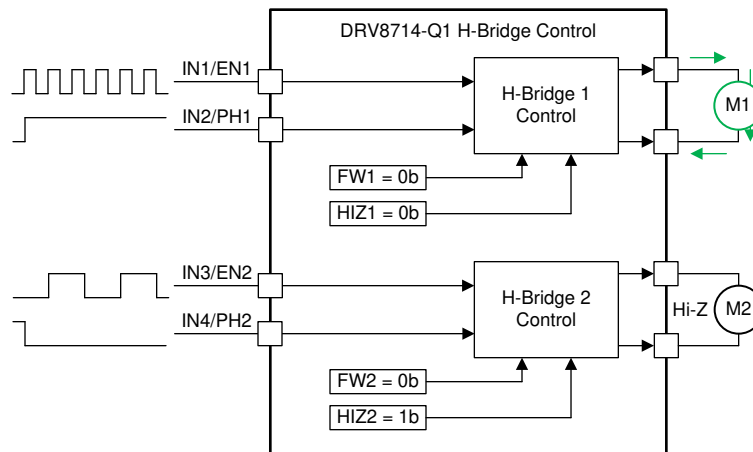 DRV8714-Q1 H-Bridge Control
IN1/EN1
IN2/PH1
H-Bridge 1
Control
M1
FW1 = 0b
HIZ1 = 0b
IN3/EN2
IN4/PH2
H-Bridge 2
Control
Hi-Z
M2
FW2 = 0b
HIZ2 = 1b